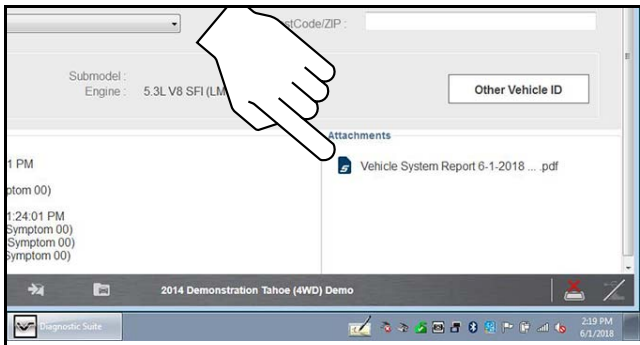 stCode/ZIP :
Submodel :
Engine : 5.3L V8 SFI (LM
Other Vehicle ID
Attachments
1 PM
Vehicle System Report 6-1-2018 ... .pdf
ptom 00)
1:24:01 PM
Symptom 00)
Symptom 00)
Symptom 00)
2014 Demonstration Tahoe (4WD) Demo
Diagnostic Suite
2:19 PM
6/1/2018